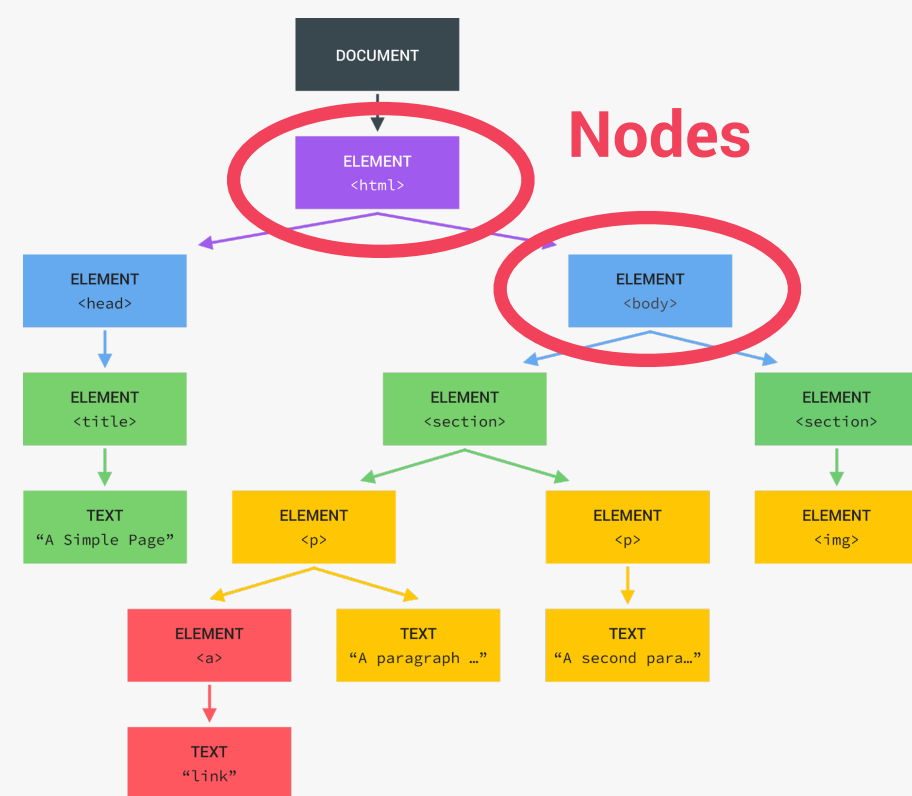 DOCUMENT
Nodes
ELEMENT
<html>
ELEMENT
<head>
ELEMENT
<body>
ELEMENT
<title>
ELEMENT
<section>
ELEMENT
<section>
TEXT
“A Simple Page”
ELEMENT
<p>
ELEMENT
<p>
ELEMENT
<img>
ELEMENT
<a>
TEXT
“A paragraph …”
TEXT
“A second para…”
TEXT
“link”